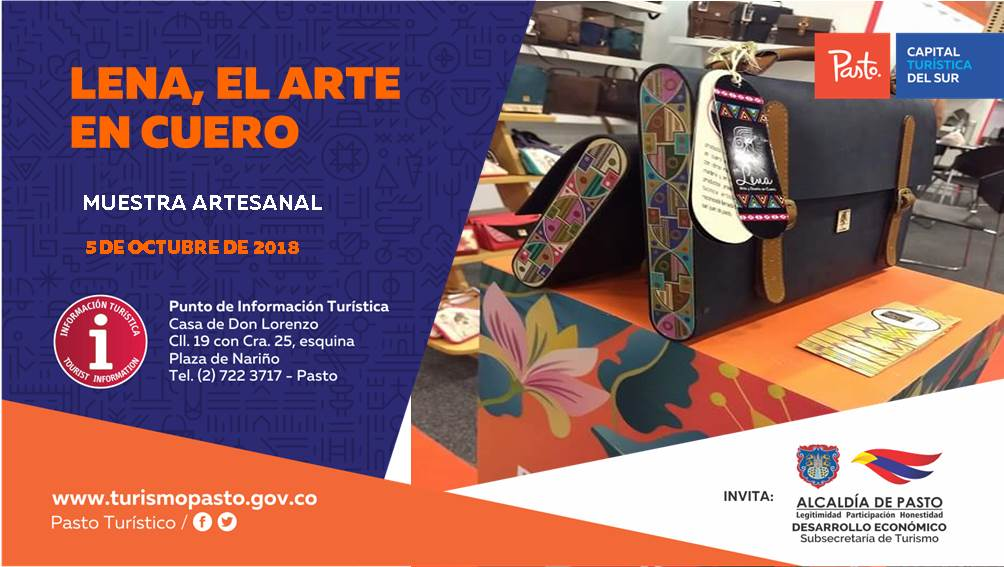 LENA, EL ARTE
EN CUERO
MUESTRA ARTESANAL
5 DE OCTUBRE DE 2018
INFORMACIÓN TURÍSTICA
i
TOURIST INFORMATION
Punto de Información Turística
Casa de Don Lorenzo
Cll. 19 con Cra. 25, esquina
Plaza de Nariño
Tel. (2) 722 3717 - Pasto
www.turismopasto.gov.co
Pasto Turístico /
Pasto.
CAPITAL
TURÍSTICA
DEL SUR
Lena
INVITA:
ALCALDÍA DE PASTO
Legitimidad Participación Honestidad
DESARROLLO ECONÓMICO
Subsecretaría de Turismo